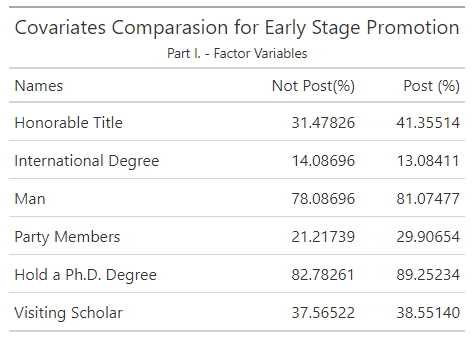 Covariates Comparasion for Early Stage Promotion
Part I. - Factor Variables
Names Not Post(%) Post (%)
Honorable Title 31.47826 41.35514
International Degree 14.08696 13.08411
Man 78.08696 81.07477
Party Members 21.21739 29.90654
Hold a Ph.D. Degree 82.78261 89.25234
Visiting Scholar 37.56522 38.55140